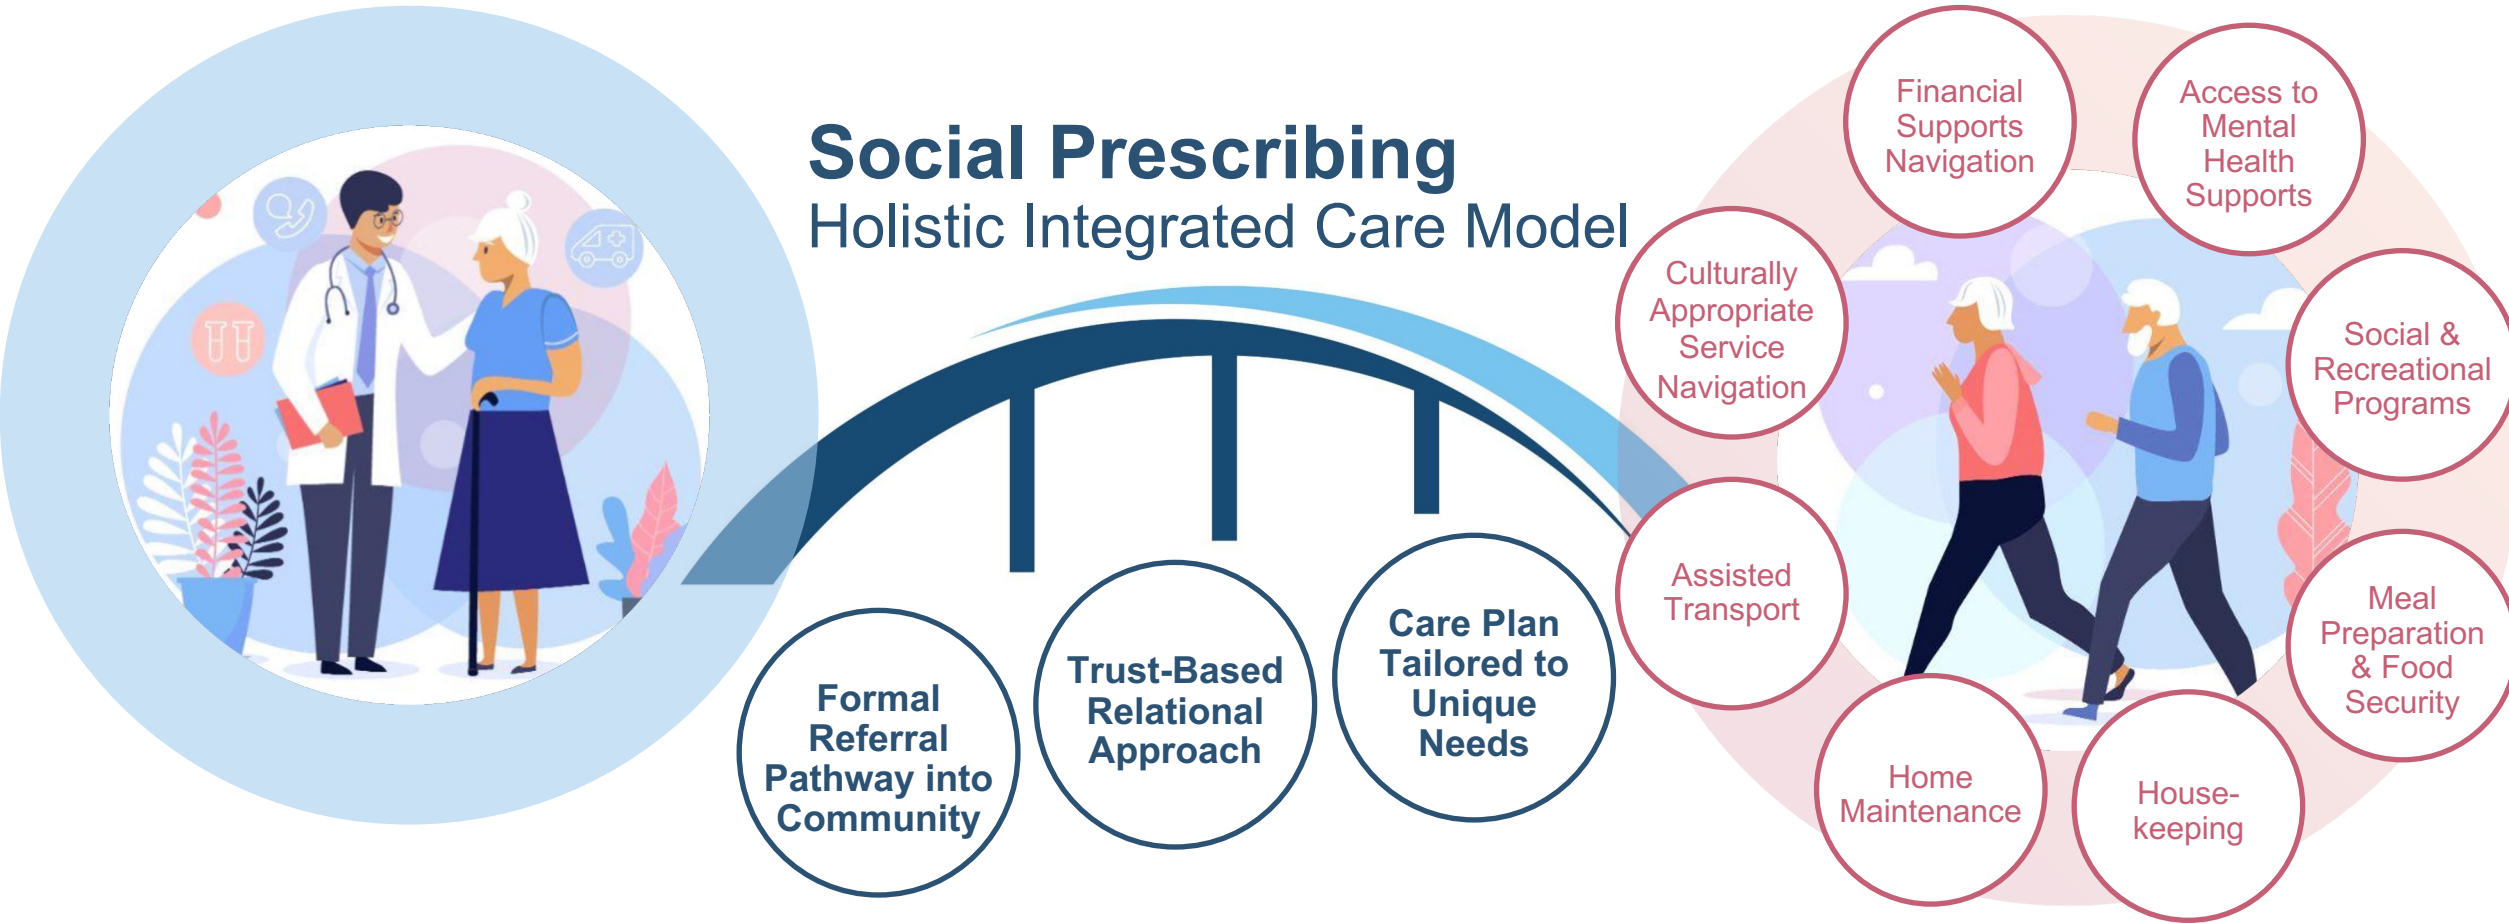 Social Prescribing
Holistic Integrated Care Model
Formal
Referral
Pathway into
Community
Trust-Based
Relational
Approach
Care Plan
Tailored to
Unique
Needs
Financial
Supports
Navigation
Access to
Mental
Health
Supports
Social &
Recreational
Programs
Meal
Preparation
& Food
Security
House-
keeping
Home
Maintenance
Assisted
Transport
Culturally
Appropriate
Service
Navigation